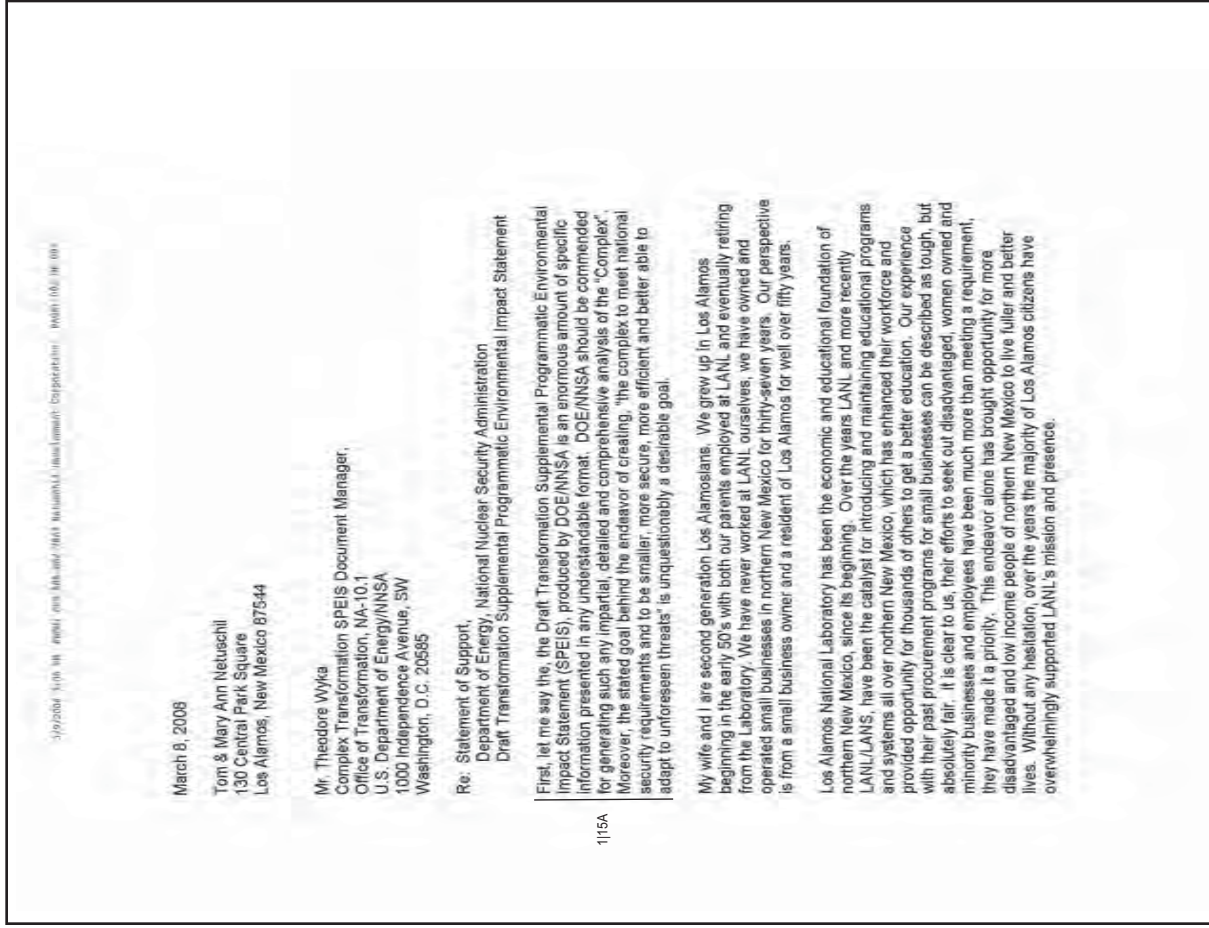 March 8, 2008
Tom & Mary Ann Netuschil
130 Central Park Square
Los Alamos, New Mexico 87544
Mr. Theodore Wyka
Complex Transformation SPEIS Document Manager,
Office of Transformation, NA-10.1
U.S. Department of Energy/NNSA
1000 Independence Avenue, SW
Washington, D.C. 20585
Re: Statement of Support,
Department of Energy, National Nuclear Security Administration
Draft Transformation Supplemental Programmatic Environmental Impact Statement
1|15A
First, let me say the, the Draft Transformation Supplemental Programmatic Environmental
Impact Statement (SPEIS), produced by DOE/NNSA is an enormous amount of specific
information presented in any understandable format. DOE/NNSA should be commended
for generating such any impartial, detailed and comprehensive analysis of the "Complex".
Moreover, the stated goal behind the endeavor of creating, "the complex to meet national
security requirements and to be smaller, more secure, more efficient and better able to
adapt to unforeseen threats" is unquestionably a desirable goal.
My wife and I are second generation Los Alamosians. We grew up In Los Alamos
beginning in the early 50's with both our parents employed at LANL and eventually retiring
from the Laboratory. We have never worked at LANL ourselves, we have owned and
operated small businesses in northern New Mexico for thirty-seven years. Our perspective
is from a small business owner and a resident of Los Alamos for well over fifty years.
Los Alamos National Laboratory has been the economic and educational foundation of
northern New Mexico, since its beginning. Over the years LANL and more recently
LANL/LANS, have been the catalyst for introducing and maintaining educational programs
and systems all over northern New Mexico, which has enhanced their workforce and
provided opportunity for thousands of others to get a better education. Our experience
with their past procurement programs for small businesses can be described as tough, but
absolutely fair. It is clear to us, their efforts to seek out disadvantaged, women owned and
minority businesses and employees have been much more than meeting a requirement,
they have made it a priority. This endeavor alone has brought opportunity for more
disadvantaged and low income people of northern New Mexico to live fuller and better
lives. Without any hesitation, over the years the majority of Los Alamos citizens have
overwhelmingly supported LANL's mission and presence.